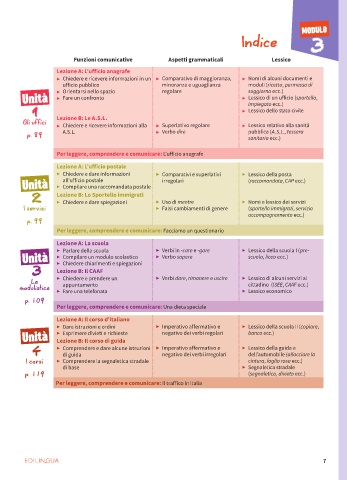 Indice
MODULO
3
Funzioni comunicative
Aspetti grammaticali
Lessico
Unità
1
Gli uffici
p. 89
Lezione A: L'ufficio anagrafe
Chiedere e ricevere informazioni in un
ufficio pubblico
Orientarsi nello spazio
Fare un confronto
Comparativo di maggioranza,
minoranza e uguaglianza
regolare
Nomi di alcuni documenti e
moduli (nascita, permesso di
soggiorno ecc.)
Lessico di un ufficio (sportello,
impiegato ecc.)
Lessico dello stato civile
Lezione B: La A.S.L.
Chiedere e ricevere informazioni alla
A.S.L.
Superlativo regolare
Verbo dire
Lessico relativo alla sanità
pubblica (A.S.L., tessera
sanitaria ecc.)
Per leggere, comprendere e comunicare: L'ufficio anagrafe
Unità
2
I servizi
p. 99
Lezione A: L'ufficio postale
Chiedere e dare informazioni
all'ufficio postale
Compilare una raccomandata postale
Comparativi e superlativi
irregolari
Lessico della posta
(raccomandata, CAP ecc.)
Lezione B: Lo Sportello Immigrati
Chiedere e dare spiegazioni
Uso di mentre
Falsi cambiamenti di genere
Nomi e lessico dei servizi
(sportello immigrati, servizio
accompagnamento ecc.)
Per leggere, comprendere e comunicare: Facciamo un questionario
Unità
3
La
modulistica
p. 109
Lezione A: La scuola
Parlare della scuola
Compilare un modulo scolastico
Chiedere chiarimenti e spiegazioni
Verbi in -care e -gare
Verbo sapere
Lessico della scuola I (pre-
scuola, liceo ecc.)
Lezione B: Il CAAF
Chiedere e prendere un
appuntamento
Fare una telefonata
Verbi dare, rimanere e uscire
Lessico di alcuni servizi al
cittadino (ISEE, CAAF ecc.)
Lessico economico
Per leggere, comprendere e comunicare: Una dieta speciale
Unità
4
I corsi
p. 119
Lezione A: Il corso d'italiano
Dare istruzioni e ordini
Esprimere divieti e richieste
Imperativo affermativo e
negativo dei verbi regolari
Lessico della scuola II (copiare,
banco ecc.)
Lezione B: Il corso di guida
Comprendere e dare alcune istruzioni
di guida
Comprendere la segnaletica stradale
di base
Imperativo affermativo e
negativo dei verbi irregolari
Lessico della guida e
dell'automobile (allacciare la
cintura, foglio rosa ecc.)
Segnaletica stradale
(segnaletica, divieto ecc.)
Per leggere, comprendere e comunicare: Il traffico in Italia
EDILINGUA
7